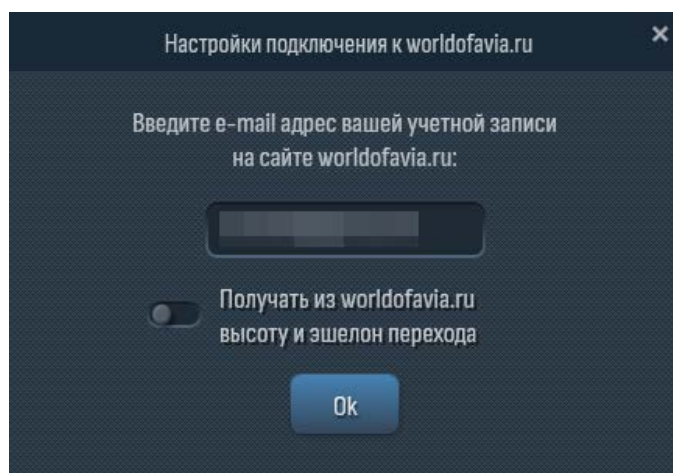 Настройки подключения к worldofavia.ru
Введите e-mail адрес вашей учетной записи
на сайте worldofavia.ru:
Получать из worldofavia.ru
высоту и эшелон перехода
Ok